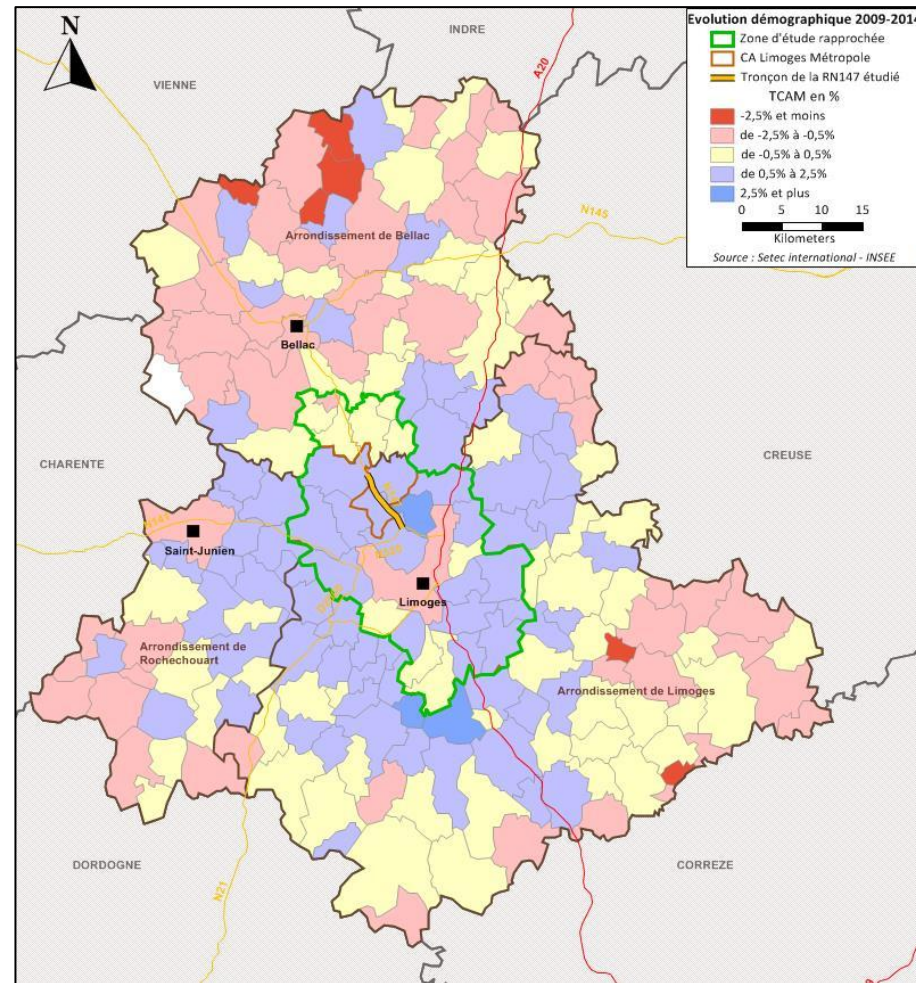 N
Evolution démographique 2009-2014
Zone d'étude rapprochée
CA Limoges Métropole
Tronçon de la RN147 étudié
TCAM en %
-2,5% et moins
de -2,5% à -0,5%
de -0,5% à 0,5%
de 0,5% à 2,5%
2,5% et plus
0 5 10 15
Kilometers
Source : Setec international - INSEE
INDRE
A20
VIENNE
N145
Arrondissement de Bellac
Bellac
CHARENTE
CREUSE
N141
Saint-Junien
Limoges
Arrondissement de
Rochechouart
Arrondissement de Limoges
DORDOGNE
N21
CORREZE